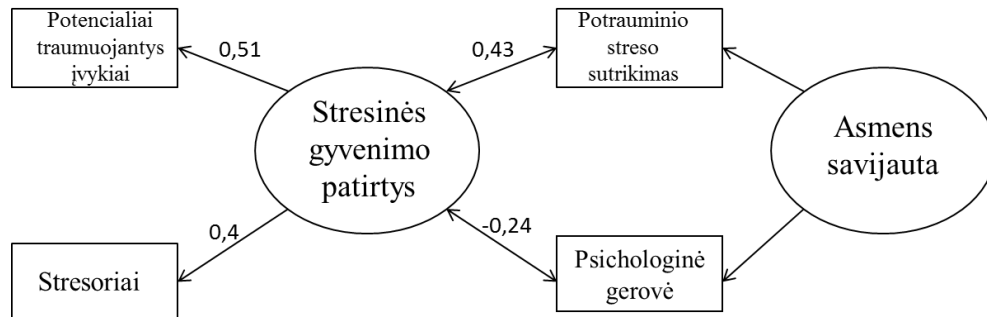 Potencialiai
traumuojantys
įvykiai
0,51
0,43
Potrauminio
streso
sutrikimas
Stresinės
gyvenimo
patirtys
Asmens
savijauta
0,4
-0,24
Stresoriai
Psichologinė
gerovė